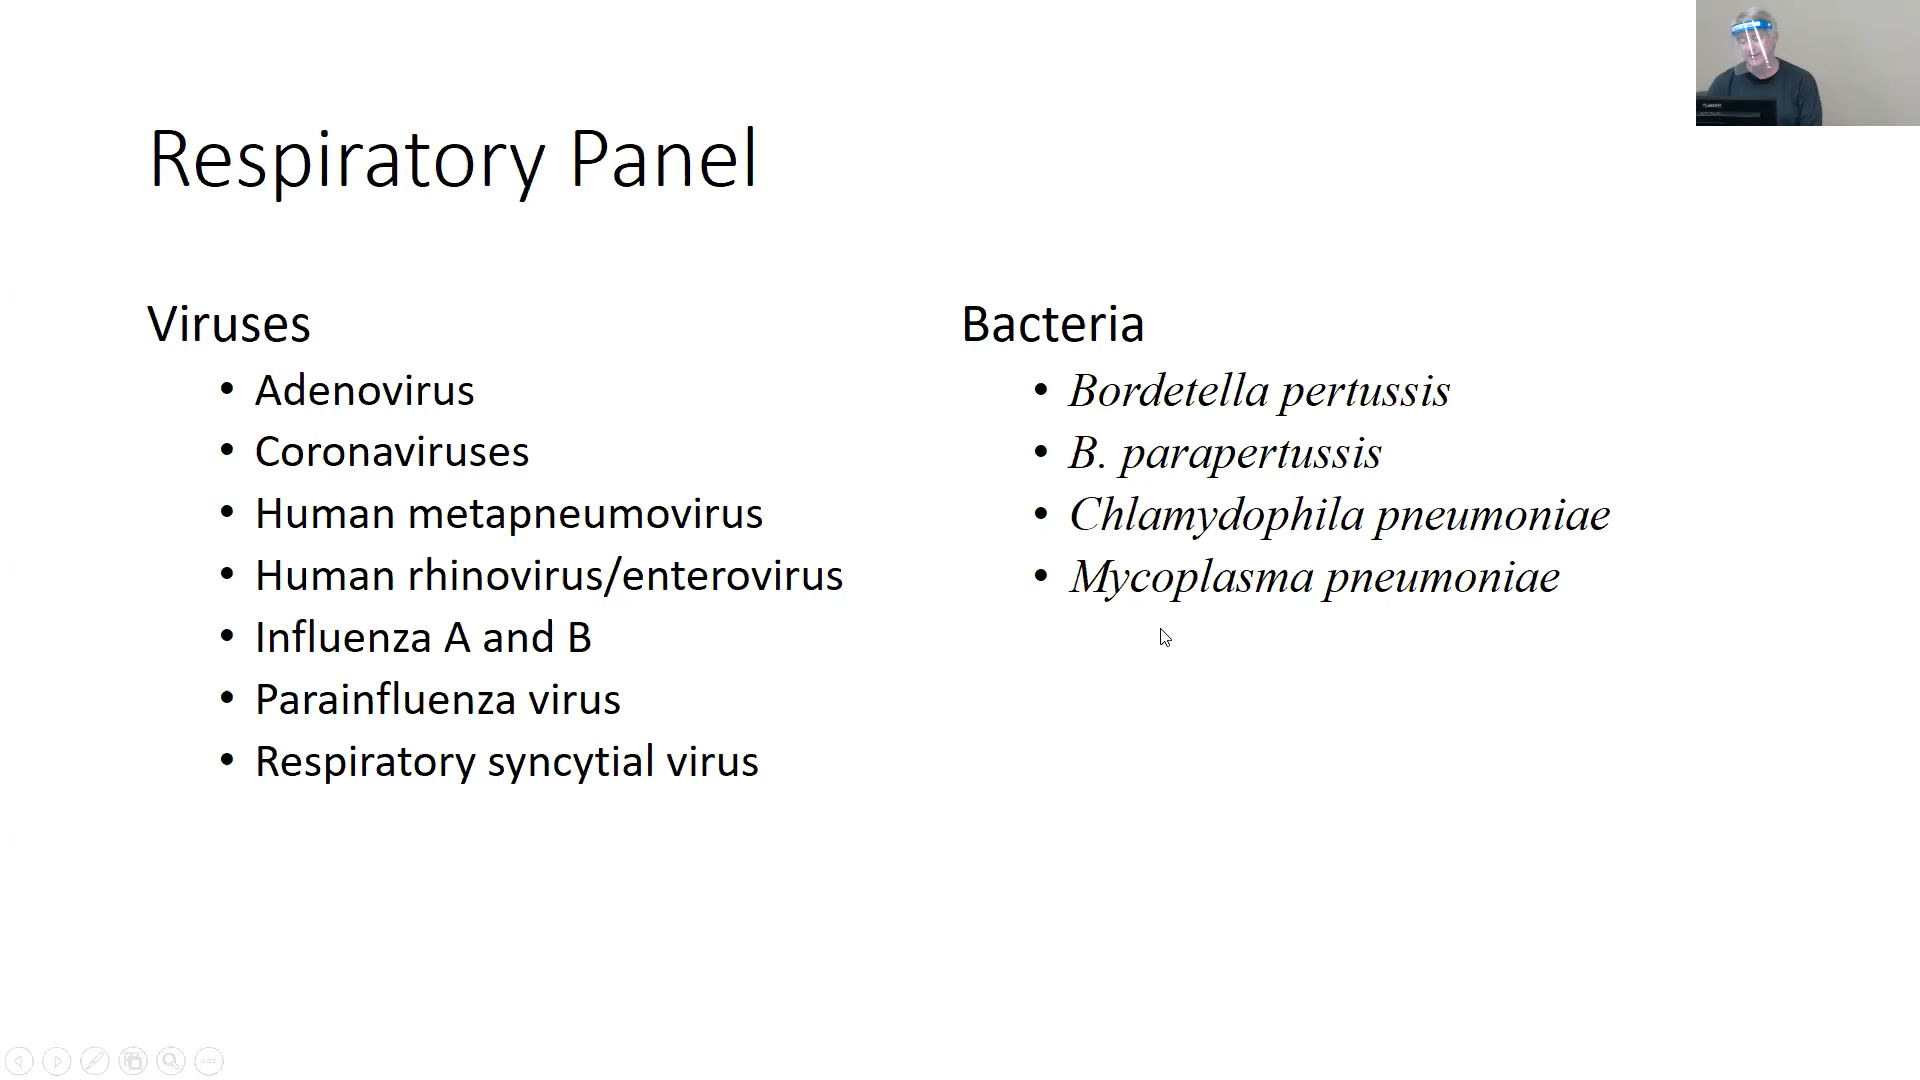 Respiratory Panel
Viruses
• Adenovirus
• Coronaviruses
• Human metapneumovirus
• Human rhinovirus/enterovirus
• Influenza A and B
• Parainfluenza virus
• Respiratory syncytial virus
Bacteria
• Bordetella pertussis
• B. parapertussis
• Chlamydophila pneumoniae
• Mycoplasma pneumoniae